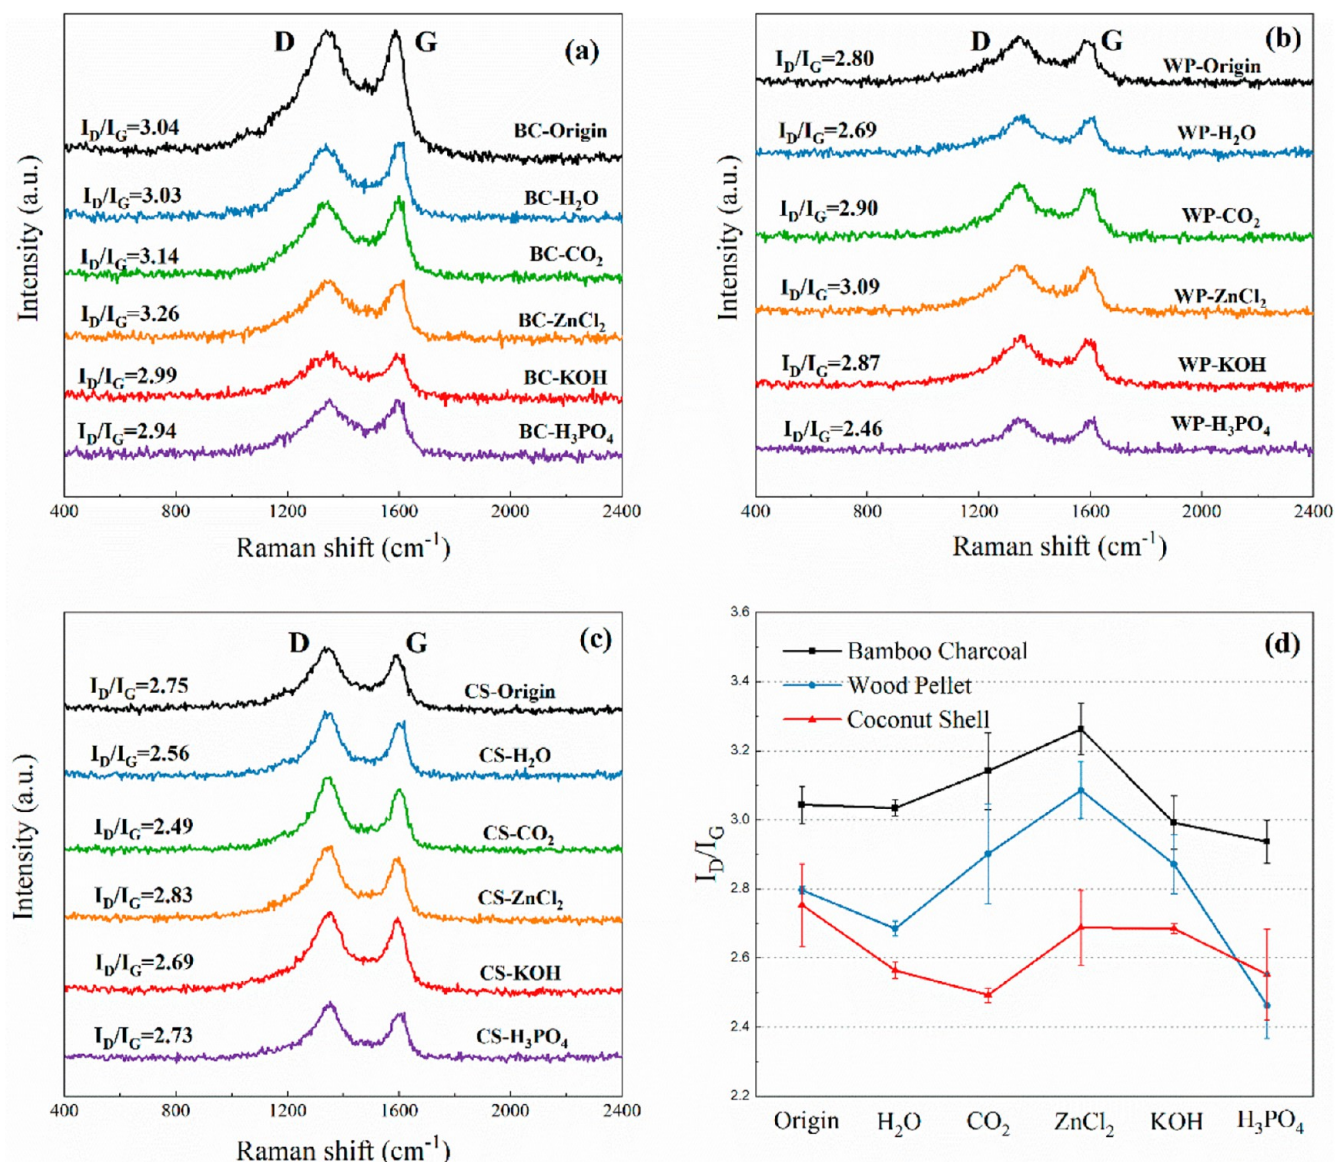 D G (a)
I_D/I_G=3.04 BC-Origin
I_D/I_G=3.03 BC-H₂O
I_D/I_G=3.14 BC-CO₂
I_D/I_G=3.26 BC-ZnCl₂
I_D/I_G=2.99 BC-KOH
I_D/I_G=2.94 BC-H₃PO₄
Intensity (a.u.)
400 800 1200 1600 2000 2400
Raman shift (cm⁻¹)
D G (b)
I_D/I_G=2.80 WP-Origin
I_D/I_G=2.69 WP-H₂O
I_D/I_G=2.90 WP-CO₂
I_D/I_G=3.09 WP-ZnCl₂
I_D/I_G=2.87 WP-KOH
I_D/I_G=2.46 WP-H₃PO₄
Intensity (a.u.)
400 800 1200 1600 2000 2400
Raman shift (cm⁻¹)
D G (c)
I_D/I_G=2.75 CS-Origin
I_D/I_G=2.56 CS-H₂O
I_D/I_G=2.49 CS-CO₂
I_D/I_G=2.83 CS-ZnCl₂
I_D/I_G=2.69 CS-KOH
I_D/I_G=2.73 CS-H₃PO₄
Intensity (a.u.)
400 800 1200 1600 2000 2400
Raman shift (cm⁻¹)
(d)
Bamboo Charcoal
Wood Pellet
Coconut Shell
3.6
3.4
3.2
3.0
2.8
2.6
2.4
2.2
I_D/I_G
Origin H₂O CO₂ ZnCl₂ KOH H₃PO₄